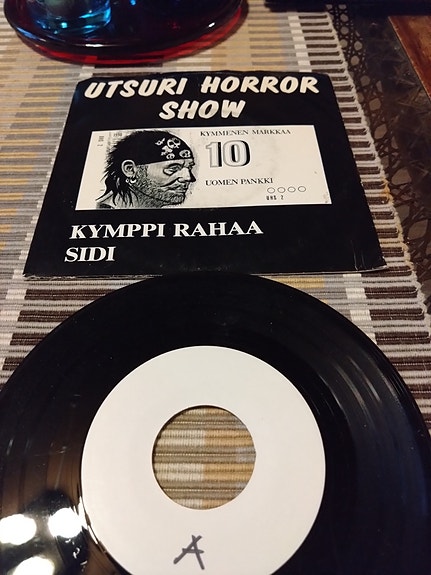 UTSURI HORROR
SHOW
KYMMENEN MARKKAA
10
UOMEN PANKKI
UHS 2
KYMPPI RAHAA
SIDI
A